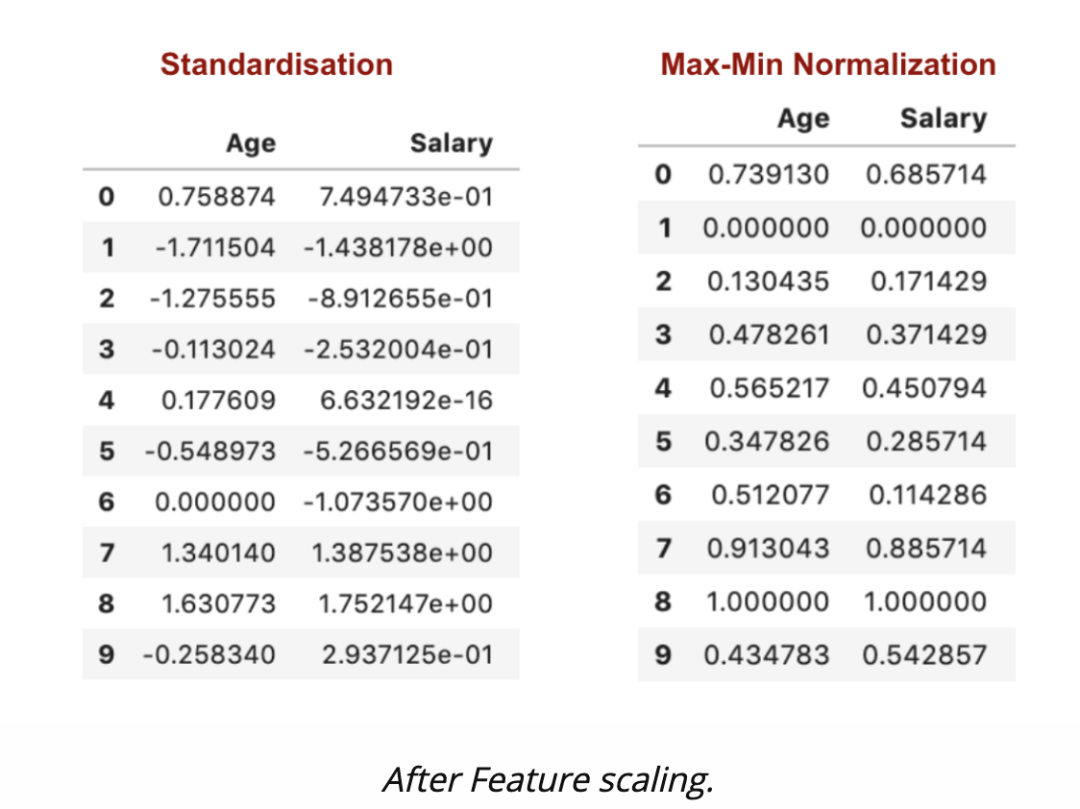 Standardisation
Age Salary
0 0.758874 7.494733e-01
1 -1.711504 -1.438178e+00
2 -1.275555 -8.912655e-01
3 -0.113024 -2.532004e-01
4 0.177609 6.632192e-16
5 -0.548973 -5.266569e-01
6 0.000000 -1.073570e+00
7 1.340140 1.387538e+00
8 1.630773 1.752147e+00
9 -0.258340 2.937125e-01
Max-Min Normalization
Age Salary
0 0.739130 0.685714
1 0.000000 0.000000
2 0.130435 0.171429
3 0.478261 0.371429
4 0.565217 0.450794
5 0.347826 0.285714
6 0.512077 0.114286
7 0.913043 0.885714
8 1.000000 1.000000
9 0.434783 0.542857
After Feature scaling.